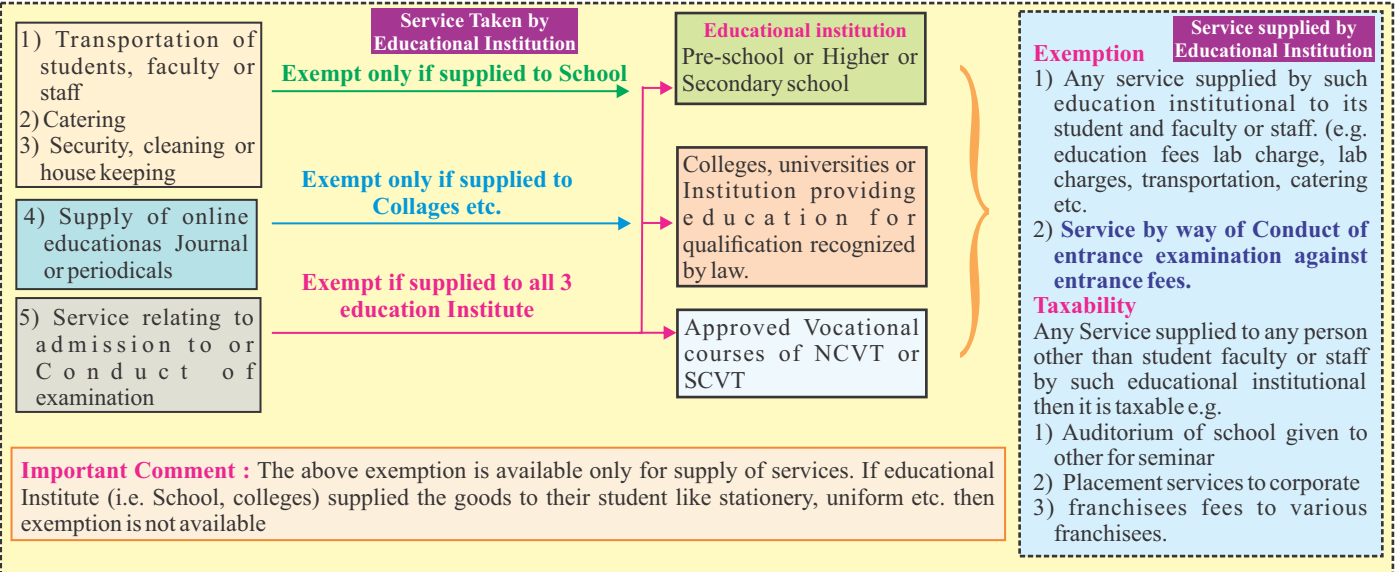 1) Transportation of
students, faculty or
staff
2) Catering
3) Security, cleaning or
house keeping
4) Supply of online
educationas Journal
or periodicals
5) Service relating to
admission to or
Conduct of
examination
Service Taken by
Educational Institution
Exempt only if supplied to School
Exempt only if supplied to
Collages etc.
Exempt if supplied to all 3
education Institute
Educational institution
Pre-school or Higher or
Secondary school
Colleges, universities or
Institution providing
education for
qualification recognized
by law.
Approved Vocational
courses of NCVT or
SCVT
Service supplied by
Educational Institution
Exemption
1) Any service supplied by such
education institutional to its
student and faculty or staff. (e.g.
education fees lab charge, lab
charges, transportation, catering
etc.
2) Service by way of Conduct of
entrance examination against
entrance fees.
Taxability
Any Service supplied to any person
other than student faculty or staff
by such educational institutional
then it is taxable e.g.
1) Auditorium of school given to
other for seminar
2) Placement services to corporate
3) franchisees fees to various
franchisees.
Important Comment : The above exemption is available only for supply of services. If educational
Institute (i.e. School, colleges) supplied the goods to their student like stationery, uniform etc. then
exemption is not available